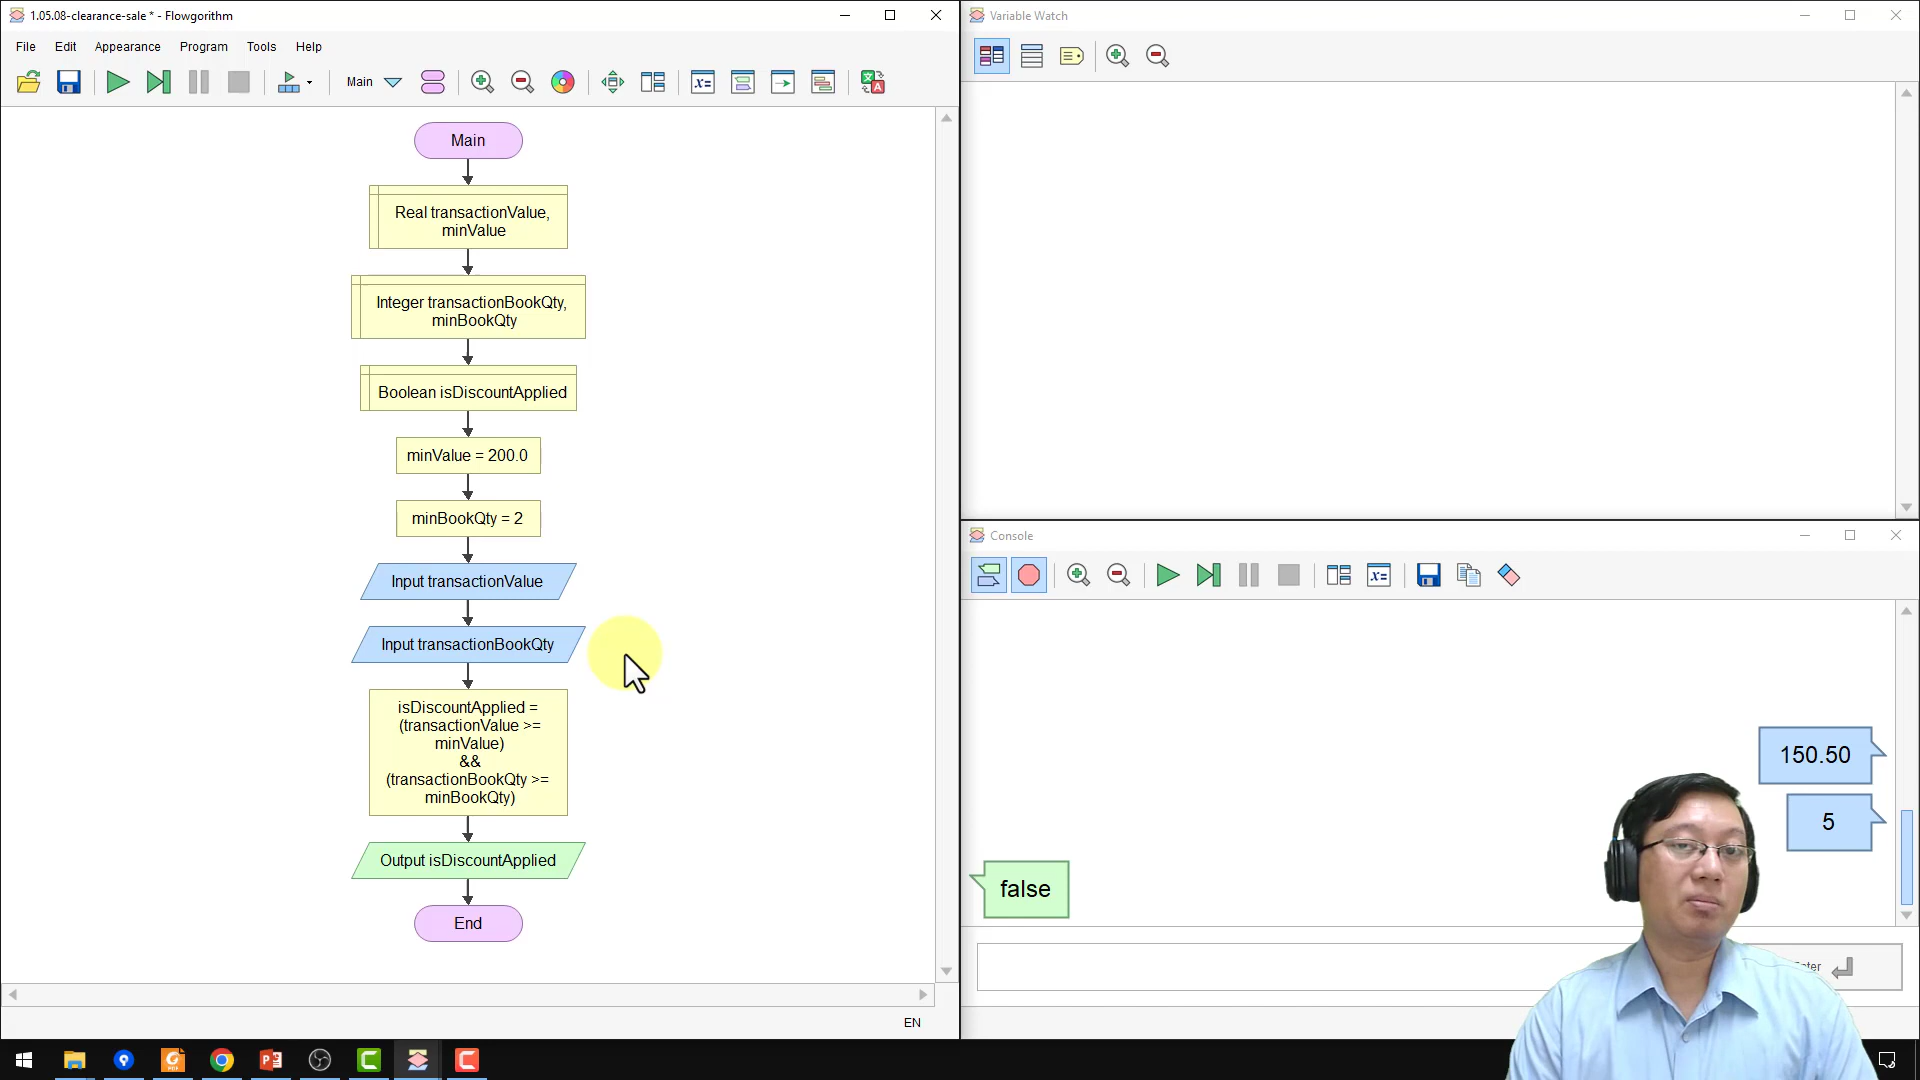 1.05.08-clearance-sale * - Flowgorithm
File Edit Appearance Program Tools Help
Main
Main
Real transactionValue,
minValue
Integer transactionBookQty,
minBookQty
Boolean isDiscountApplied
minValue = 200.0
minBookQty = 2
Input transactionValue
Input transactionBookQty
isDiscountApplied =
(transactionValue >=
minValue)
&&
(transactionBookQty >=
minBookQty)
Output isDiscountApplied
End
EN
Variable Watch
Console
150.50
5
false